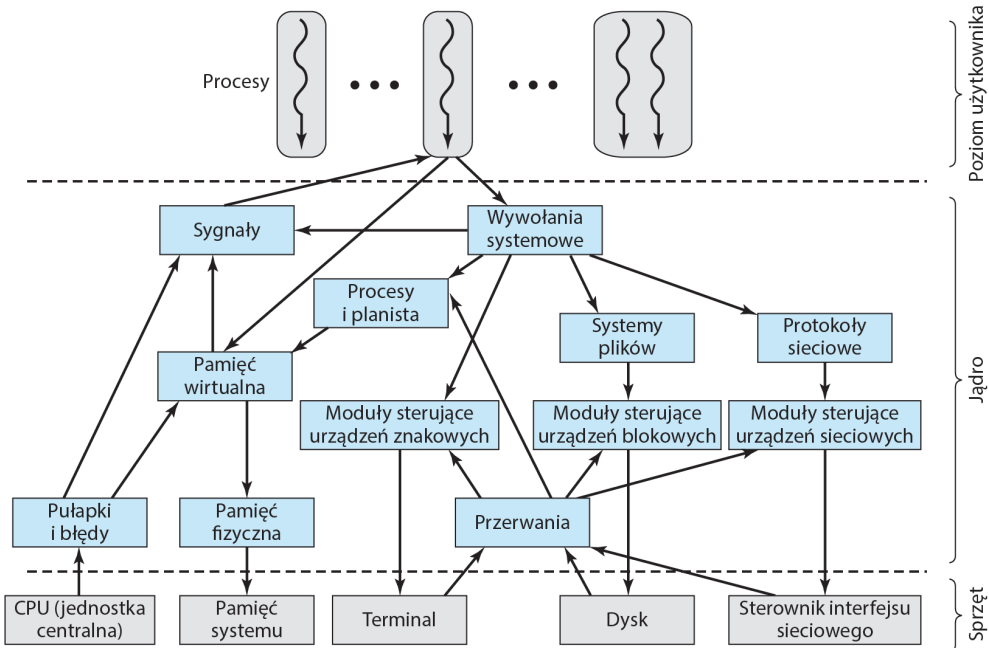 Procesy
Poziom użytkownika
Sygnały
Wywołania
systemowe
Procesy
i planista
Systemy
plików
Protokoły
sieciowe
Pamięć
wirtualna
Jądro
Moduły sterujące
urządzeń znakowych
Moduły sterujące
urządzeń blokowych
Moduły sterujące
urządzeń sieciowych
Pułapki
i błędy
Pamięć
fizyczna
Przerwania
CPU (jednostka
centralna)
Pamięć
systemu
Terminal
Dysk
Sterownik interfejsu
sieciowego
Sprzęt